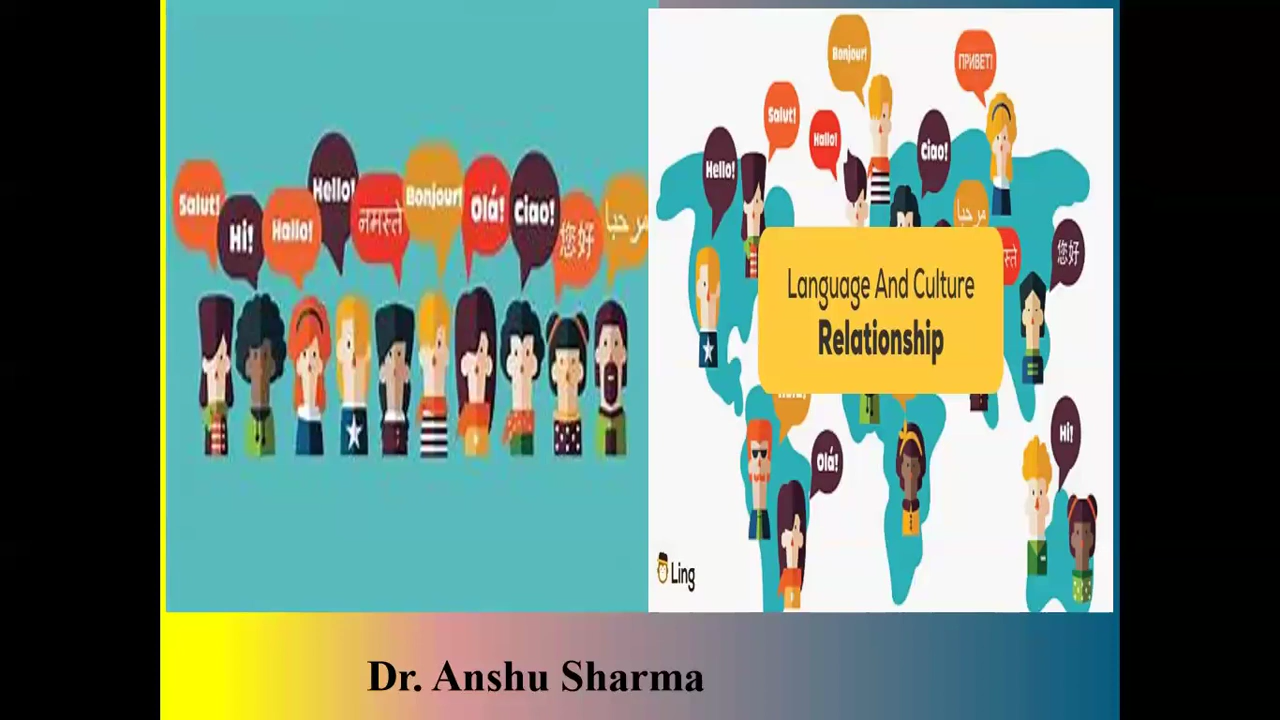 Salut!
Hi!
Hallo!
Hello!
नमस्ते
Bonjour!
Olá!
Ciao!
您好
مرحبا
Bonjour!
ПРИВЕТ!
Salut!
Hallo!
Hello!
Ciao!
مرحبا
您好
Language And Culture
Relationship
Hi!
Olá!
Ling
Dr. Anshu Sharma